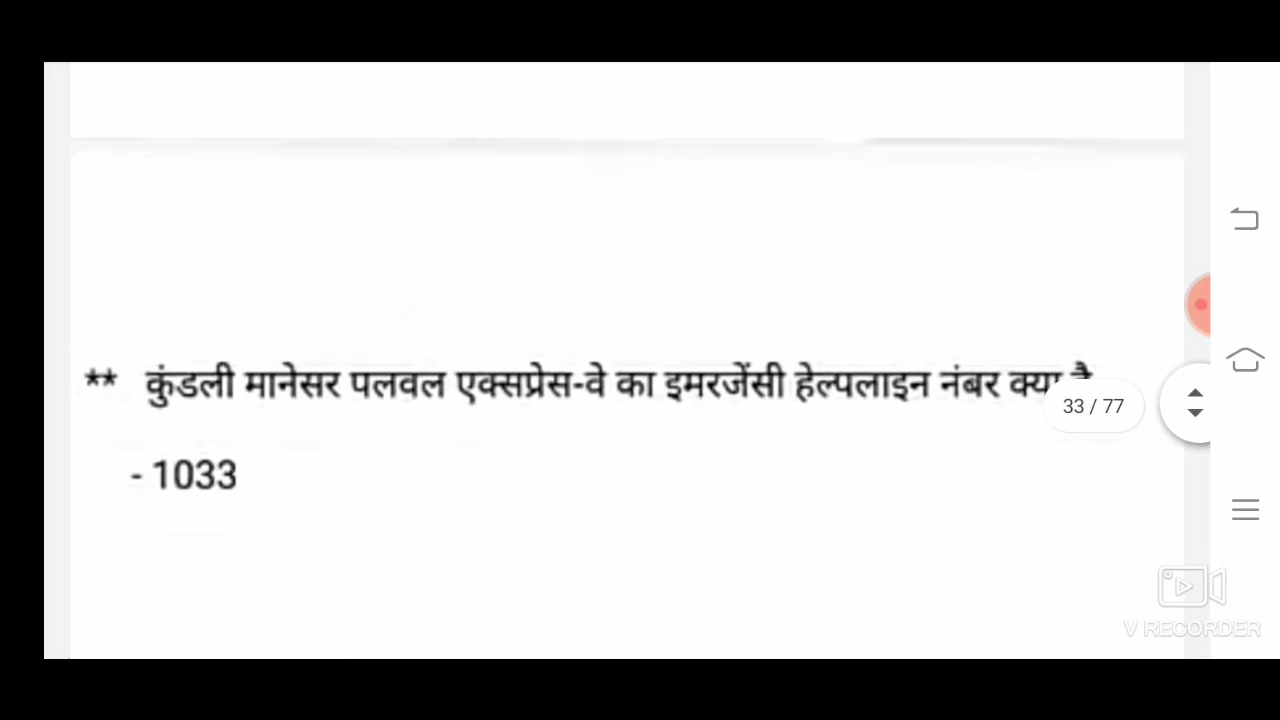 ** कुंडली मानेसर पलवल एक्सप्रेस-वे का इमरजेंसी हेल्पलाइन नंबर क्या है
33 / 77
- 1033
V RECORDER